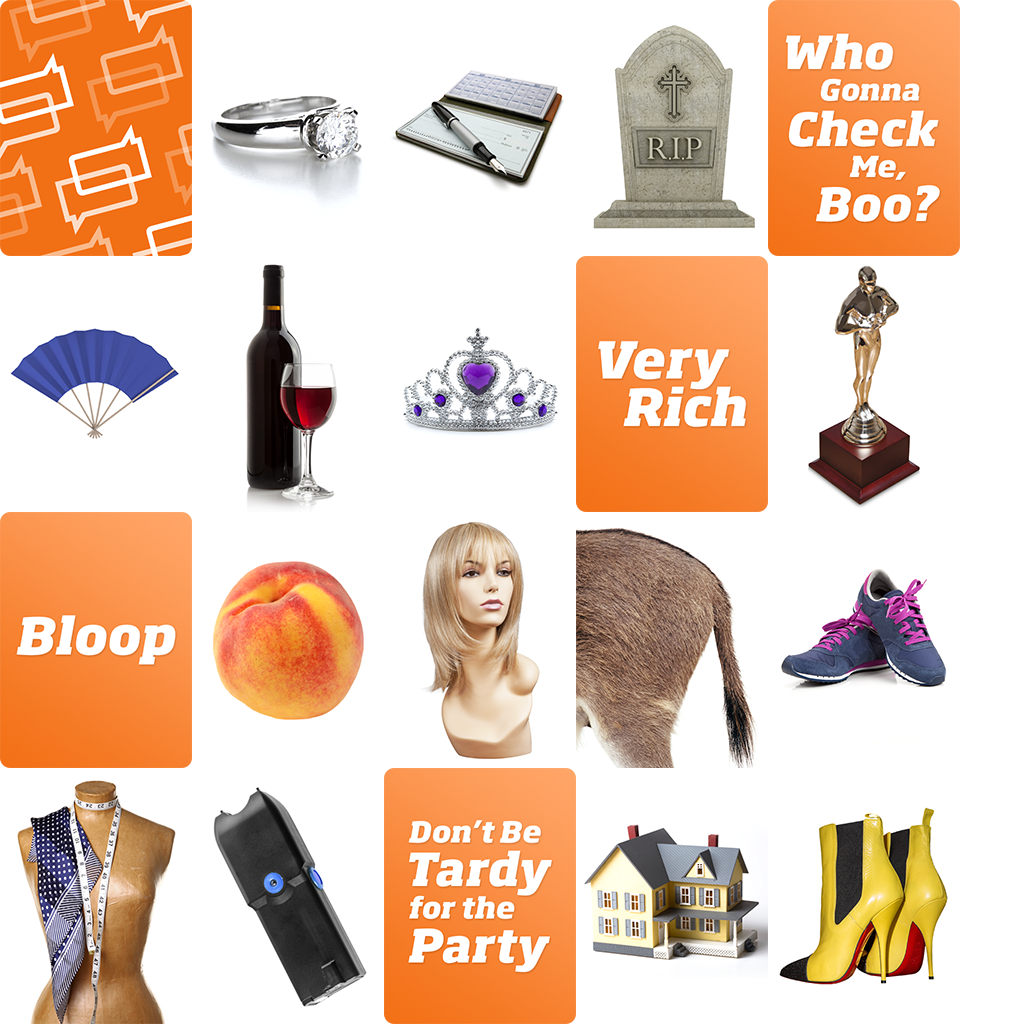 R.I.P
Who
Gonna
Check
Me,
Boo?
Very
Rich
Bloop
Don't Be
Tardy
for the
Party